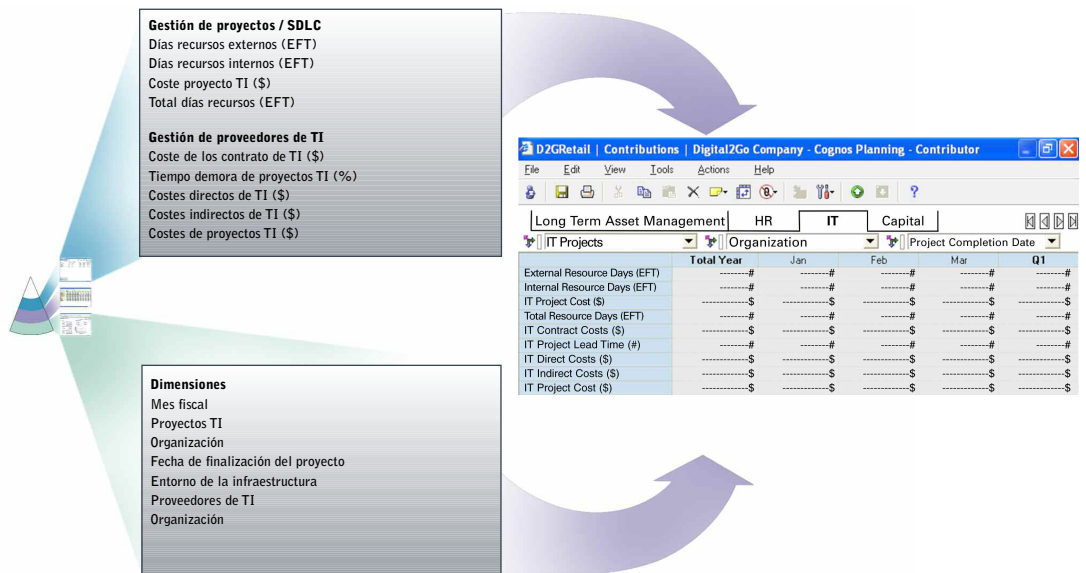 Gestión de proyectos / SDLC
Días recursos externos (EFT)
Días recursos internos (EFT)
Coste proyecto TI ($)
Total días recursos (EFT)
Gestión de proveedores de TI
Coste de los contrato de TI ($)
Tiempo demora de proyectos TI (%)
Costes directos de TI ($)
Costes indirectos de TI ($)
Costes de proyectos TI ($)
Dimensiones
Mes fiscal
Proyectos TI
Organización
Fecha de finalización del proyecto
Entorno de la infraestructura
Proveedores de TI
Organización
D2GRetail | Contributions | Digital2Go Company - Cognos Planning - Contributor
File Edit View Tools Actions Help
Long Term Asset Management HR IT Capital
IT Projects Organization Project Completion Date
Total Year Jan Feb Mar Q1
External Resource Days (EFT) -------# -------# -------# -------# -------#
Internal Resource Days (EFT) -------# -------# -------# -------# -------#
IT Project Cost ($) ------------$ ------------$ ------------$ ------------$ ------------$
Total Resource Days (EFT) -------# -------# -------# -------# -------#
IT Contract Costs ($) ------------$ ------------$ ------------$ ------------$ ------------$
IT Project Lead Time (#) -------# -------# -------# -------# -------#
IT Direct Costs ($) ------------$ ------------$ ------------$ ------------$ ------------$
IT Indirect Costs ($) ------------$ ------------$ ------------$ ------------$ ------------$
IT Project Cost ($) ------------$ ------------$ ------------$ ------------$ ------------$